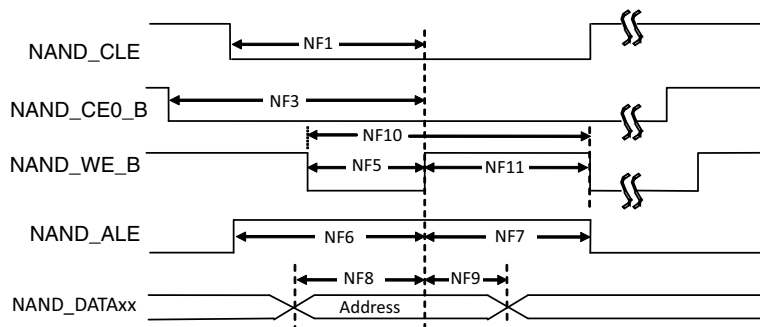 NAND_CLE
NF1
NAND_CE0_B
NF3
NF10
NAND_WE_B
NF5
NF11
NAND_ALE
NF6
NF7
NF8
NF9
NAND_DATAxx
Address